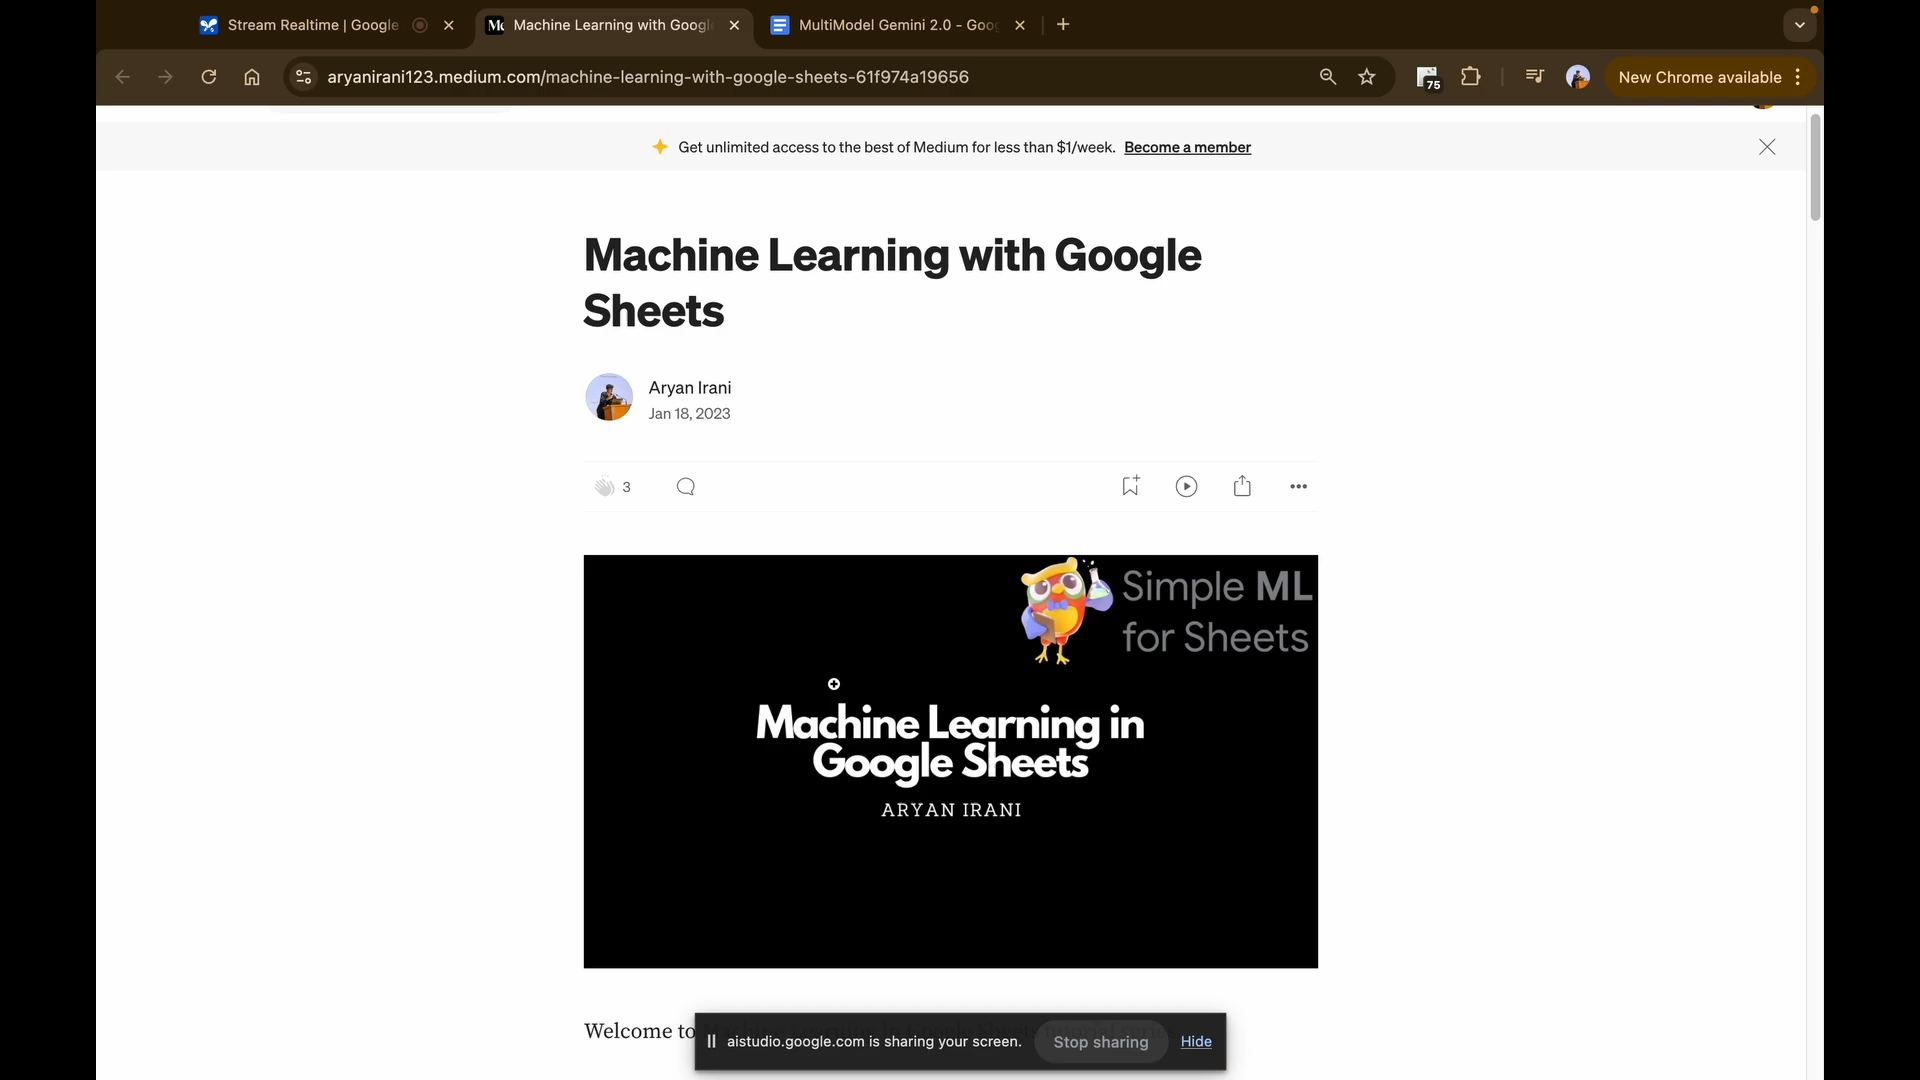 Stream Realtime | Google
Machine Learning with Googl
MultiModel Gemini 2.0 - Goo
aryanirani123.medium.com/machine-learning-with-google-sheets-61f974a19656
75
New Chrome available
Get unlimited access to the best of Medium for less than $1/week. Become a member
Machine Learning with Google
Sheets
Aryan Irani
Jan 18, 2023
3
Simple ML
for Sheets
Machine Learning in
Google Sheets
ARYAN IRANI
Welcome to
aistudio.google.com is sharing your screen. Stop sharing Hide